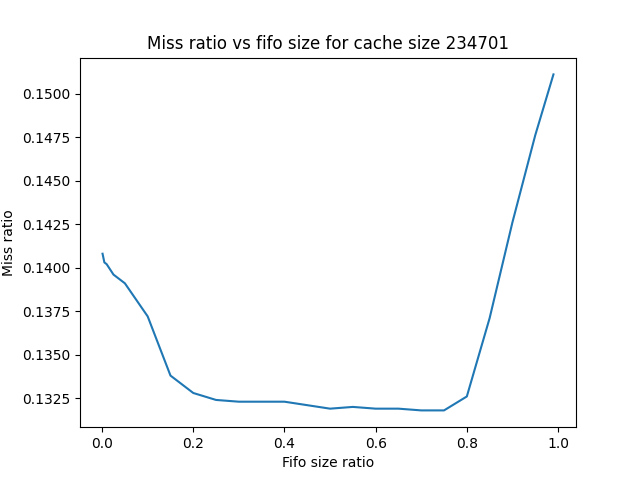 Miss ratio vs fifo size for cache size 234701
Miss ratio
0.1500
0.1475
0.1450
0.1425
0.1400
0.1375
0.1350
0.1325
0.0 0.2 0.4 0.6 0.8 1.0
Fifo size ratio